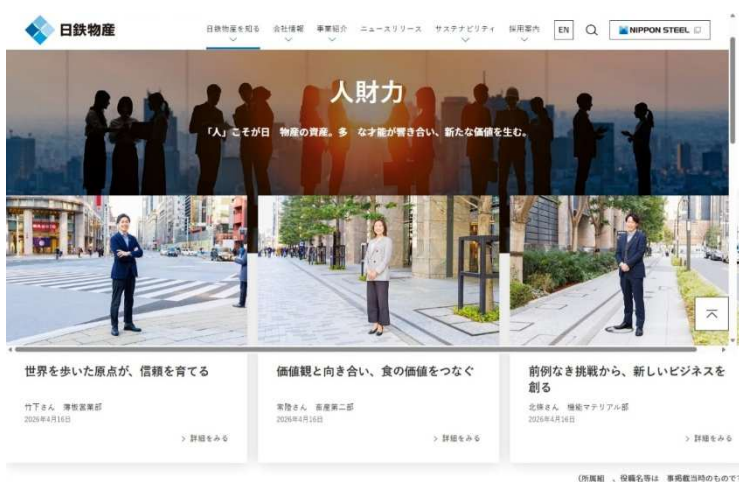 日鉄物産
日鉄物産を知る 会社情報 事業紹介 ニュースリリース サステナビリティ 採用案内 EN NIPPON STEEL
人財力
「人」こそが日 物産の資産。多 な才能が響き合い、新たな価値を生む。
世界を歩いた原点が、信頼を育てる
竹下さん 薄板営業部
2026年4月16日
> 詳細をみる
価値観と向き合い、食の価値をつなぐ
常陸さん 畜産第二部
2026年4月16日
> 詳細をみる
前例なき挑戦から、新しいビジネスを
創る
北條さん 機能マテリアル部
2026年4月16日
> 詳細をみる
(所属組 、役職名等は 事掲載当時のもので